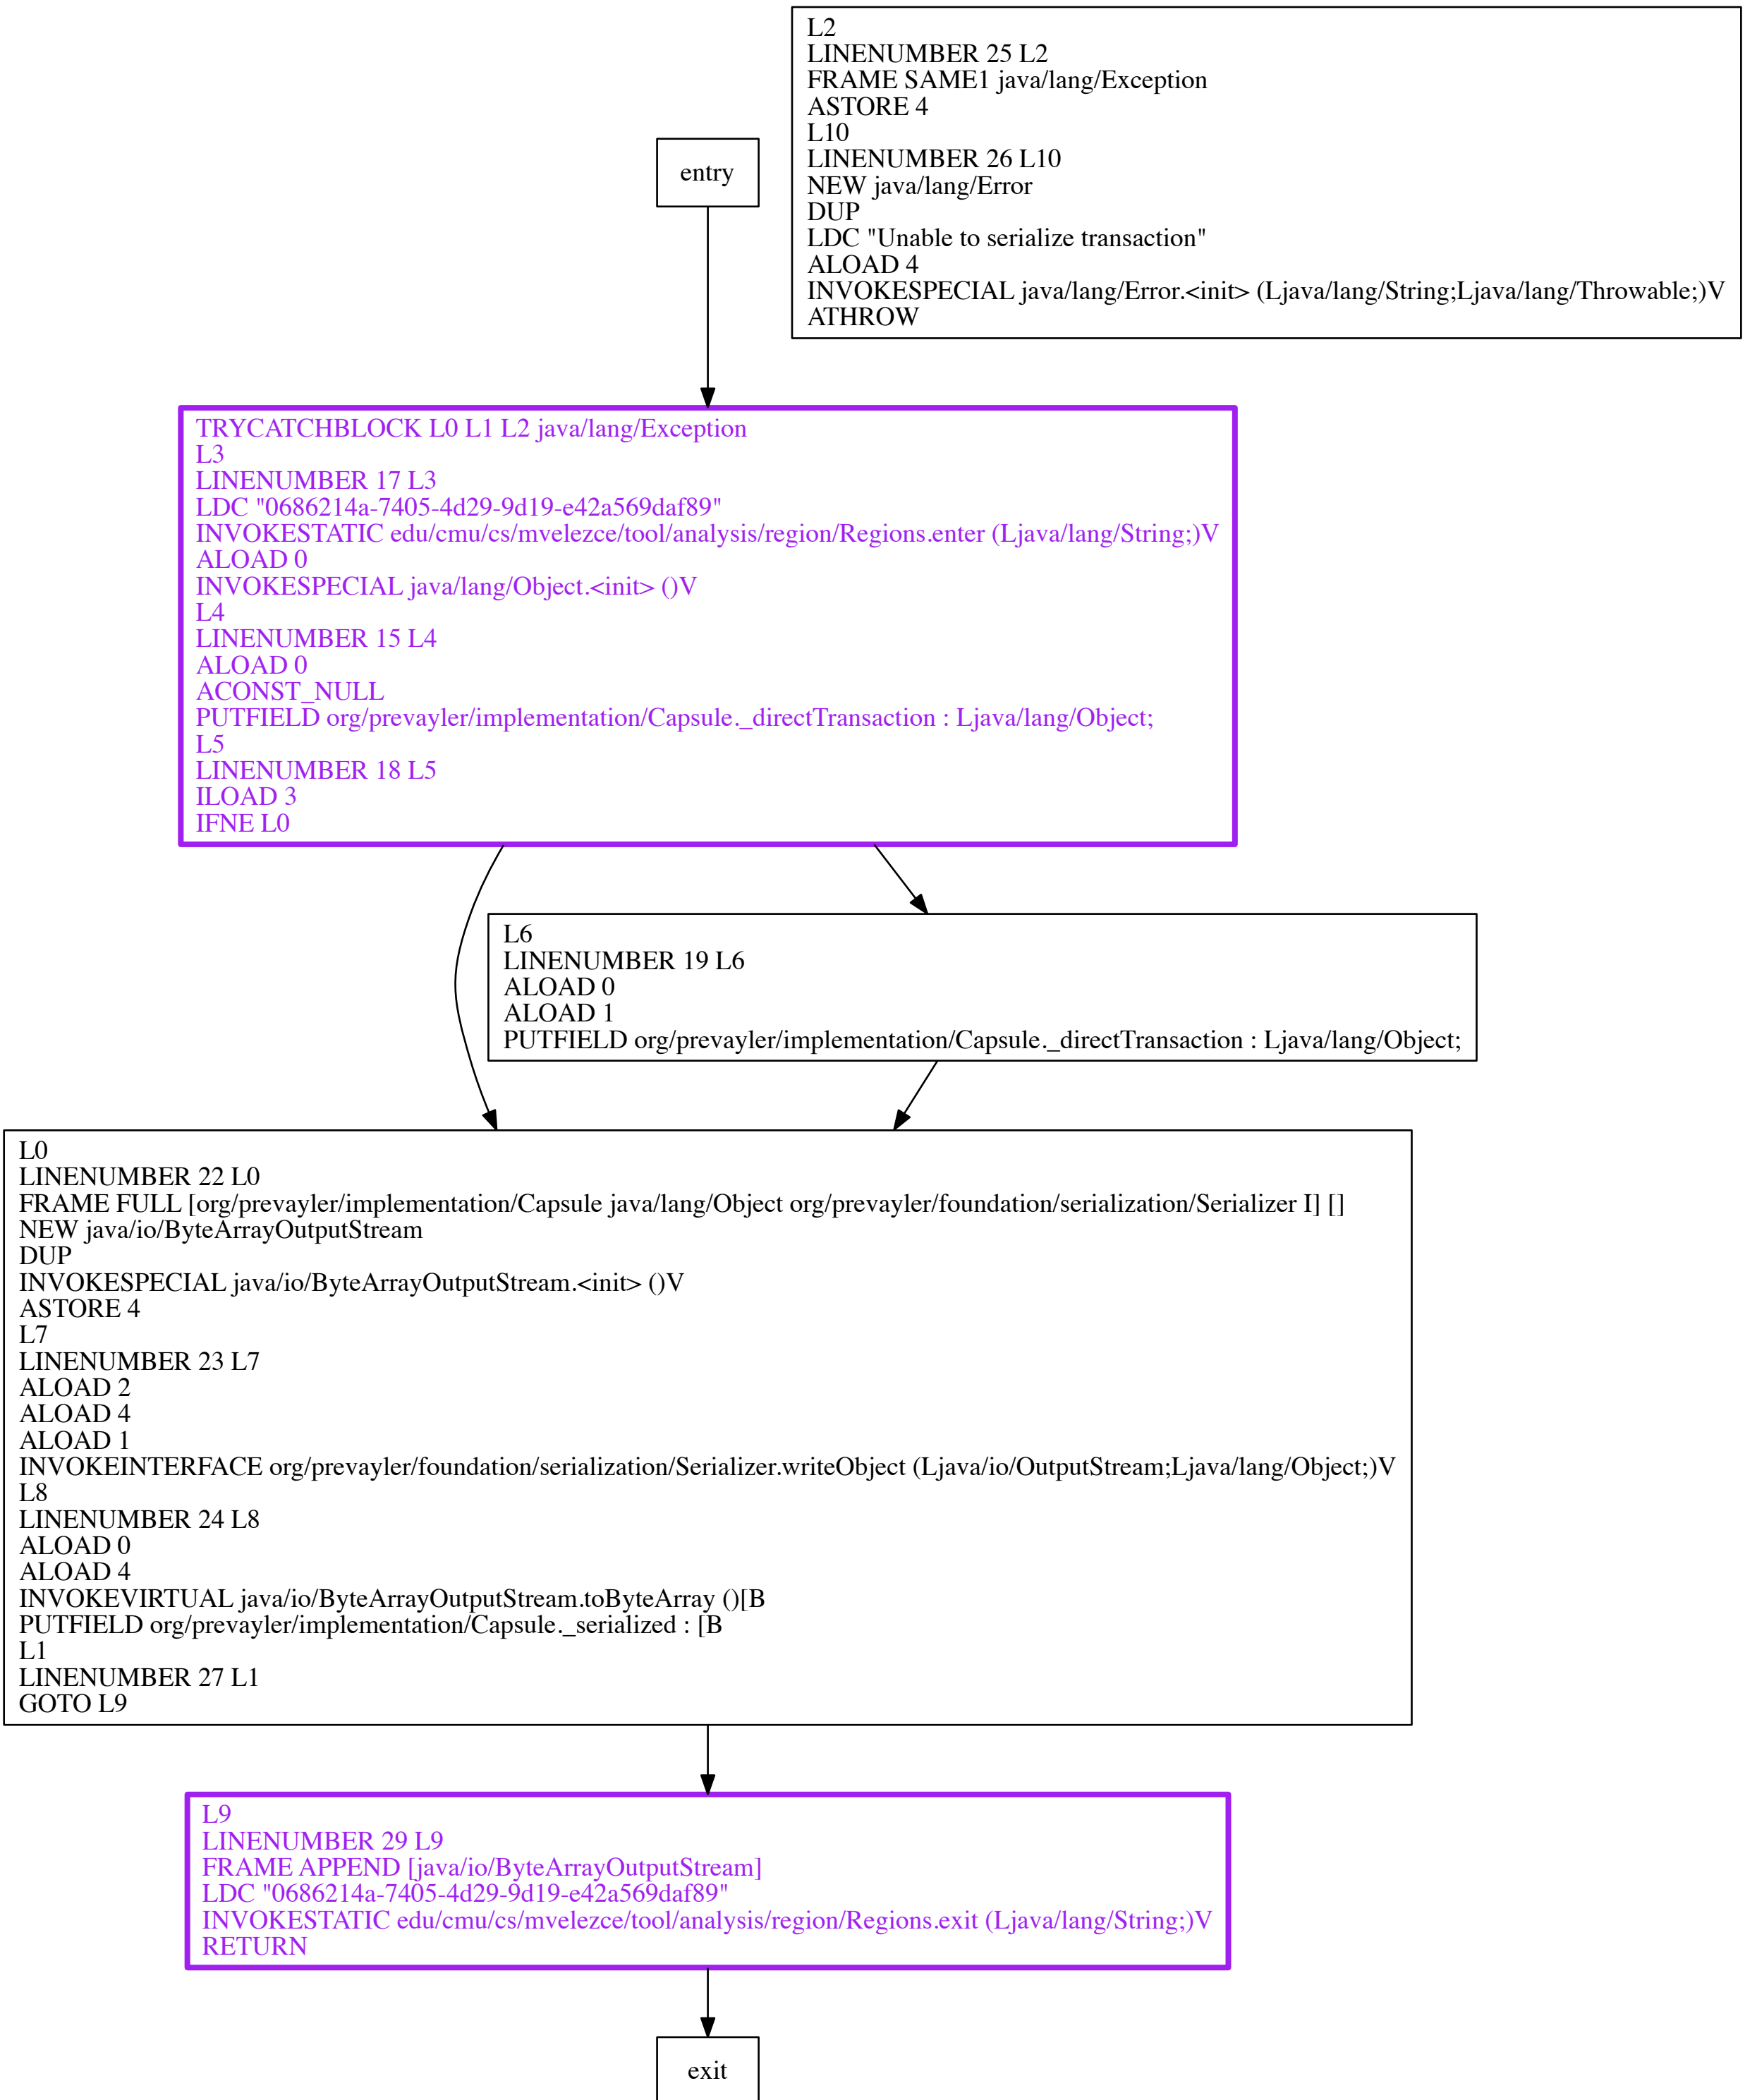 L2
LINENUMBER 25 L2
FRAME SAME1 java/lang/Exception
ASTORE 4
L10
LINENUMBER 26 L10
NEW java/lang/Error
DUP
LDC "Unable to serialize transaction"
ALOAD 4
INVOKESPECIAL java/lang/Error.<init> (Ljava/lang/String;Ljava/lang/Throwable;)V
ATHROW
entry
TRYCATCHBLOCK L0 L1 L2 java/lang/Exception
L3
LINENUMBER 17 L3
LDC "0686214a-7405-4d29-9d19-e42a569daf89"
INVOKESTATIC edu/cmu/cs/mvelezce/tool/analysis/region/Regions.enter (Ljava/lang/String;)V
ALOAD 0
INVOKESPECIAL java/lang/Object.<init> ()V
L4
LINENUMBER 15 L4
ALOAD 0
ACONST_NULL
PUTFIELD org/prevayler/implementation/Capsule._directTransaction : Ljava/lang/Object;
L5
LINENUMBER 18 L5
ILOAD 3
IFNE L0
L6
LINENUMBER 19 L6
ALOAD 0
ALOAD 1
PUTFIELD org/prevayler/implementation/Capsule._directTransaction : Ljava/lang/Object;
L0
LINENUMBER 22 L0
FRAME FULL [org/prevayler/implementation/Capsule java/lang/Object org/prevayler/foundation/serialization/Serializer I] []
NEW java/io/ByteArrayOutputStream
DUP
INVOKESPECIAL java/io/ByteArrayOutputStream.<init> ()V
ASTORE 4
L7
LINENUMBER 23 L7
ALOAD 2
ALOAD 4
ALOAD 1
INVOKEINTERFACE org/prevayler/foundation/serialization/Serializer.writeObject (Ljava/io/OutputStream;Ljava/lang/Object;)V
L8
LINENUMBER 24 L8
ALOAD 0
ALOAD 4
INVOKEVIRTUAL java/io/ByteArrayOutputStream.toByteArray ()[B
PUTFIELD org/prevayler/implementation/Capsule._serialized : [B
L1
LINENUMBER 27 L1
GOTO L9
L9
LINENUMBER 29 L9
FRAME APPEND [java/io/ByteArrayOutputStream]
LDC "0686214a-7405-4d29-9d19-e42a569daf89"
INVOKESTATIC edu/cmu/cs/mvelezce/tool/analysis/region/Regions.exit (Ljava/lang/String;)V
RETURN
exit